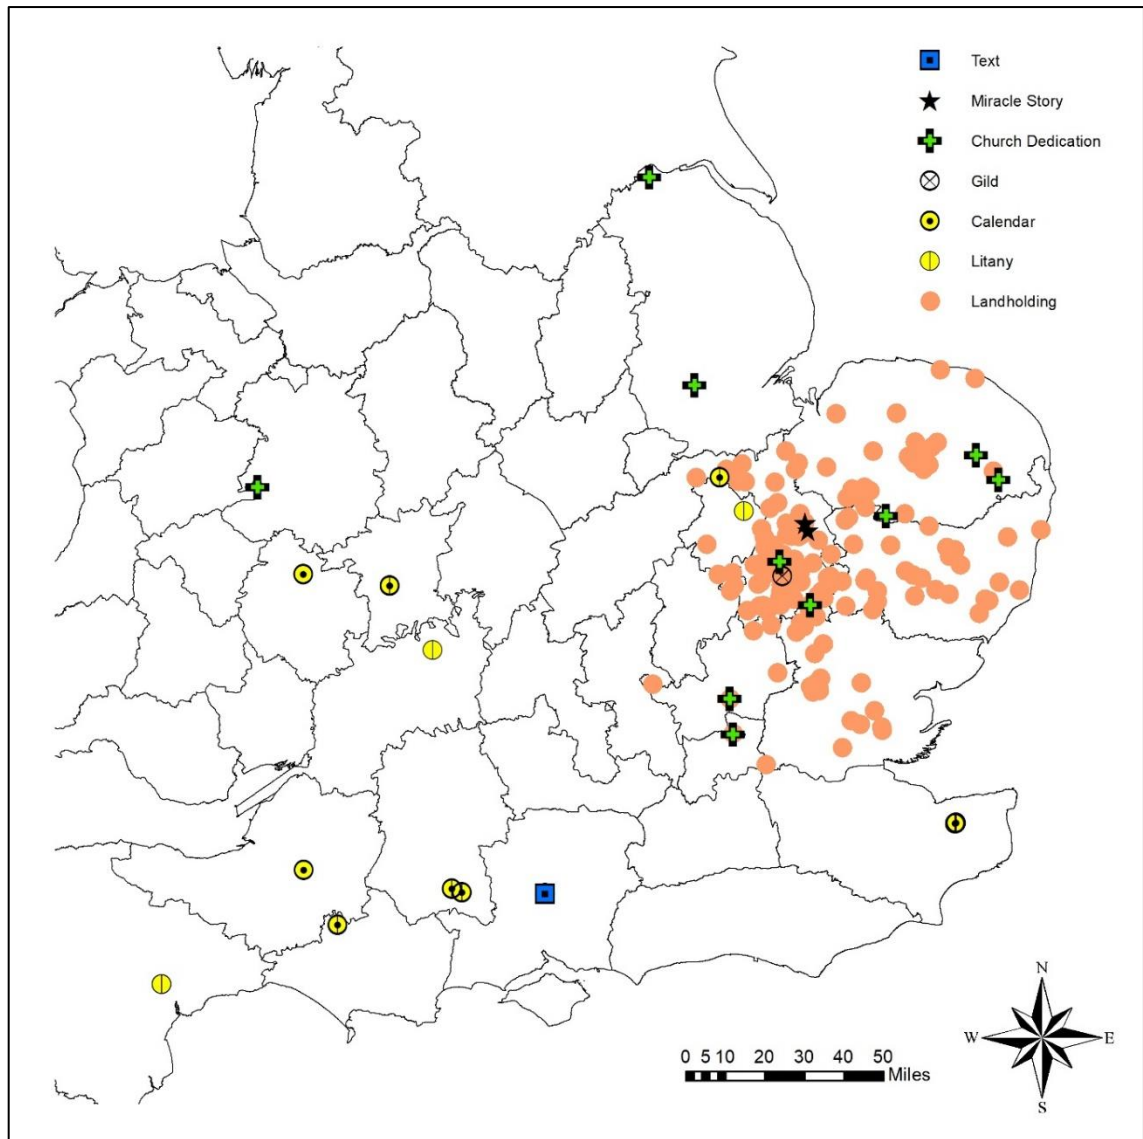 Text
Miracle Story
Church Dedication
Gild
Calendar
Litany
Landholding
N
W E
S
0 5 10 20 30 40 50
Miles